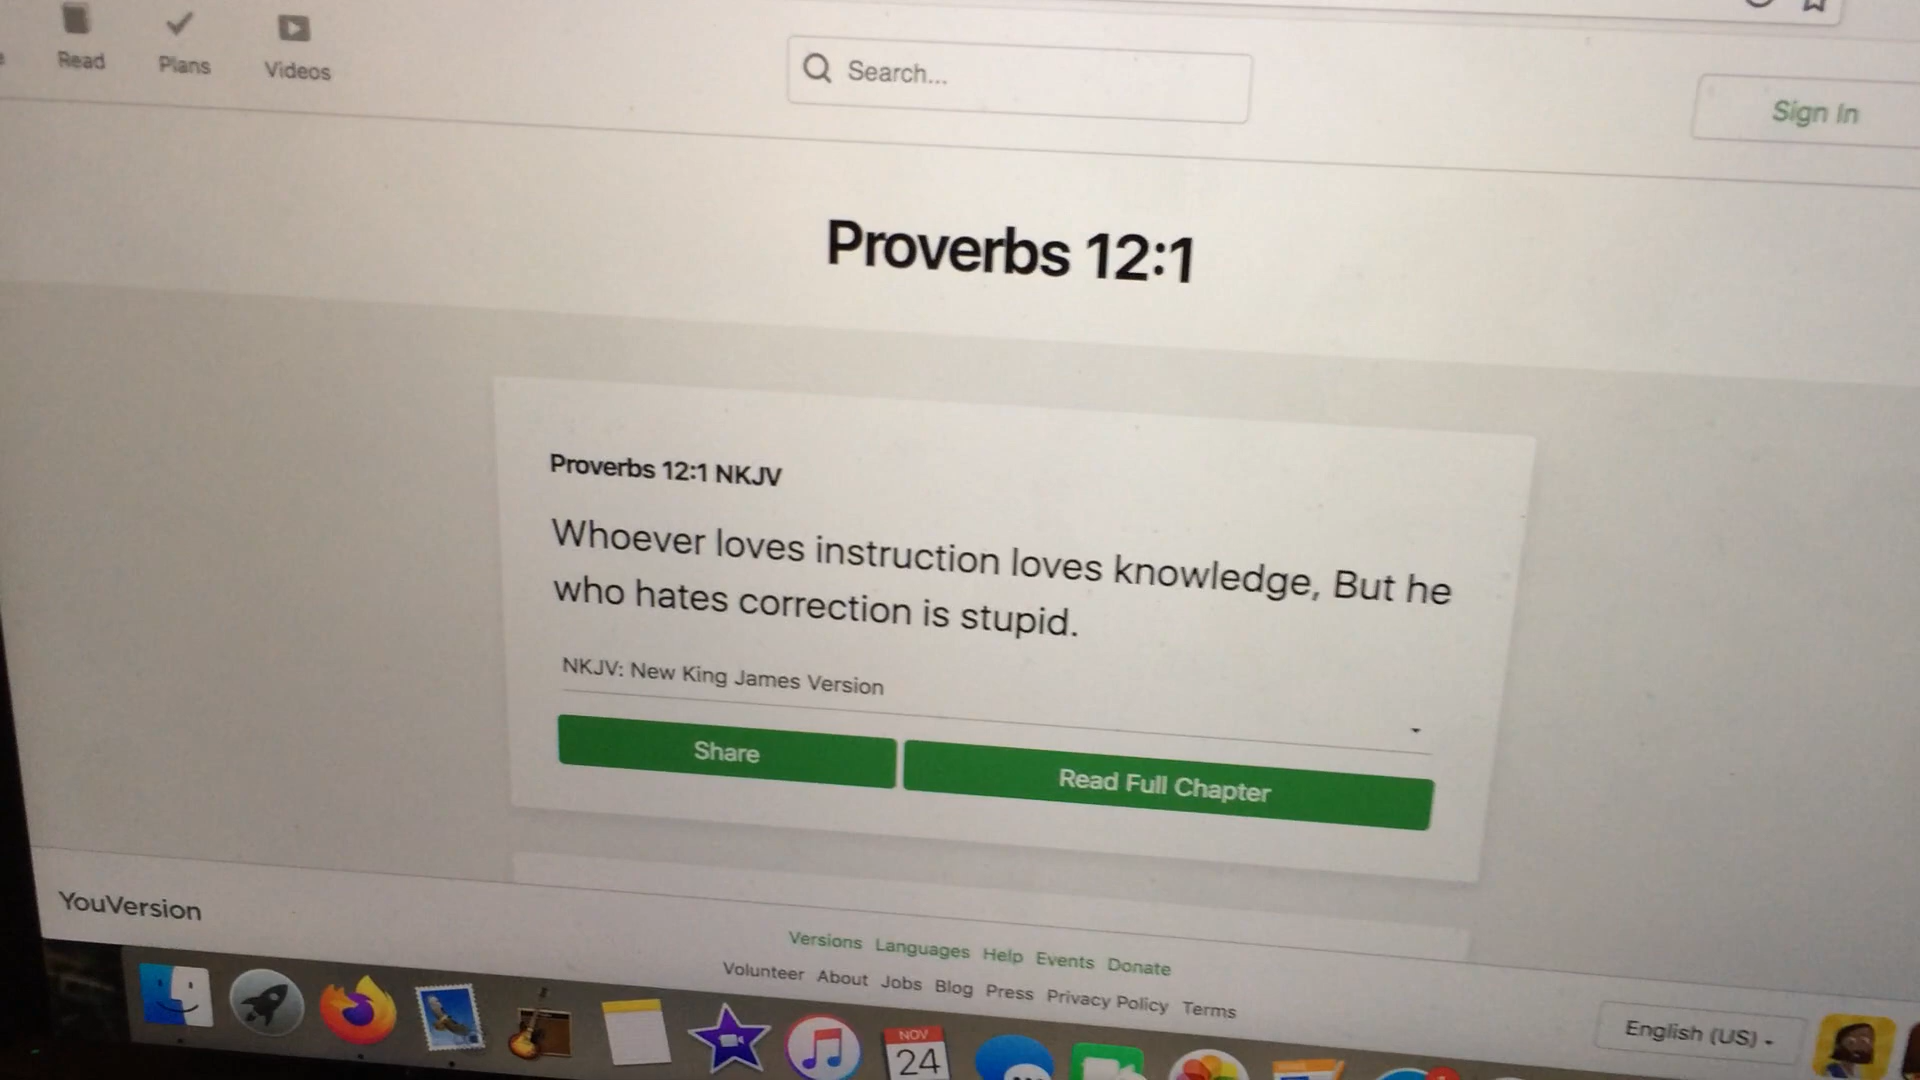 Read Plans Videos
Search...
Sign In
Proverbs 12:1
Proverbs 12:1 NKJV
Whoever loves instruction loves knowledge, But he
who hates correction is stupid.
NKJV: New King James Version
Share
Read Full Chapter
YouVersion
Versions Languages Help Events Donate
Volunteer About Jobs Blog Press Privacy Policy Terms
English (US)
NOV
24